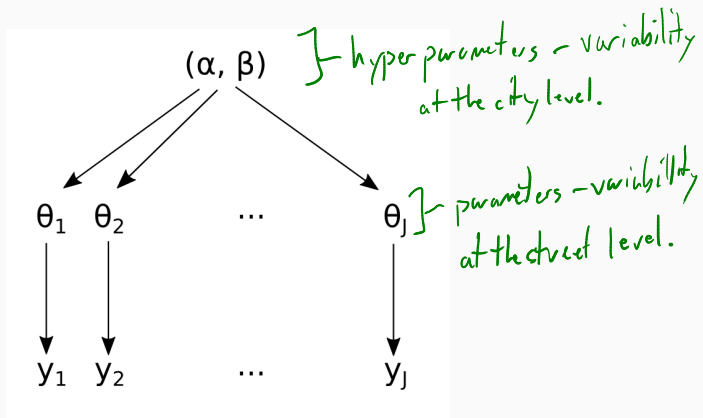 (α, β)
hyperparameters - variability
at the city level.
θ1 θ2 ... θJ
parameters - variability
at the street level.
y1 y2 ... yJ